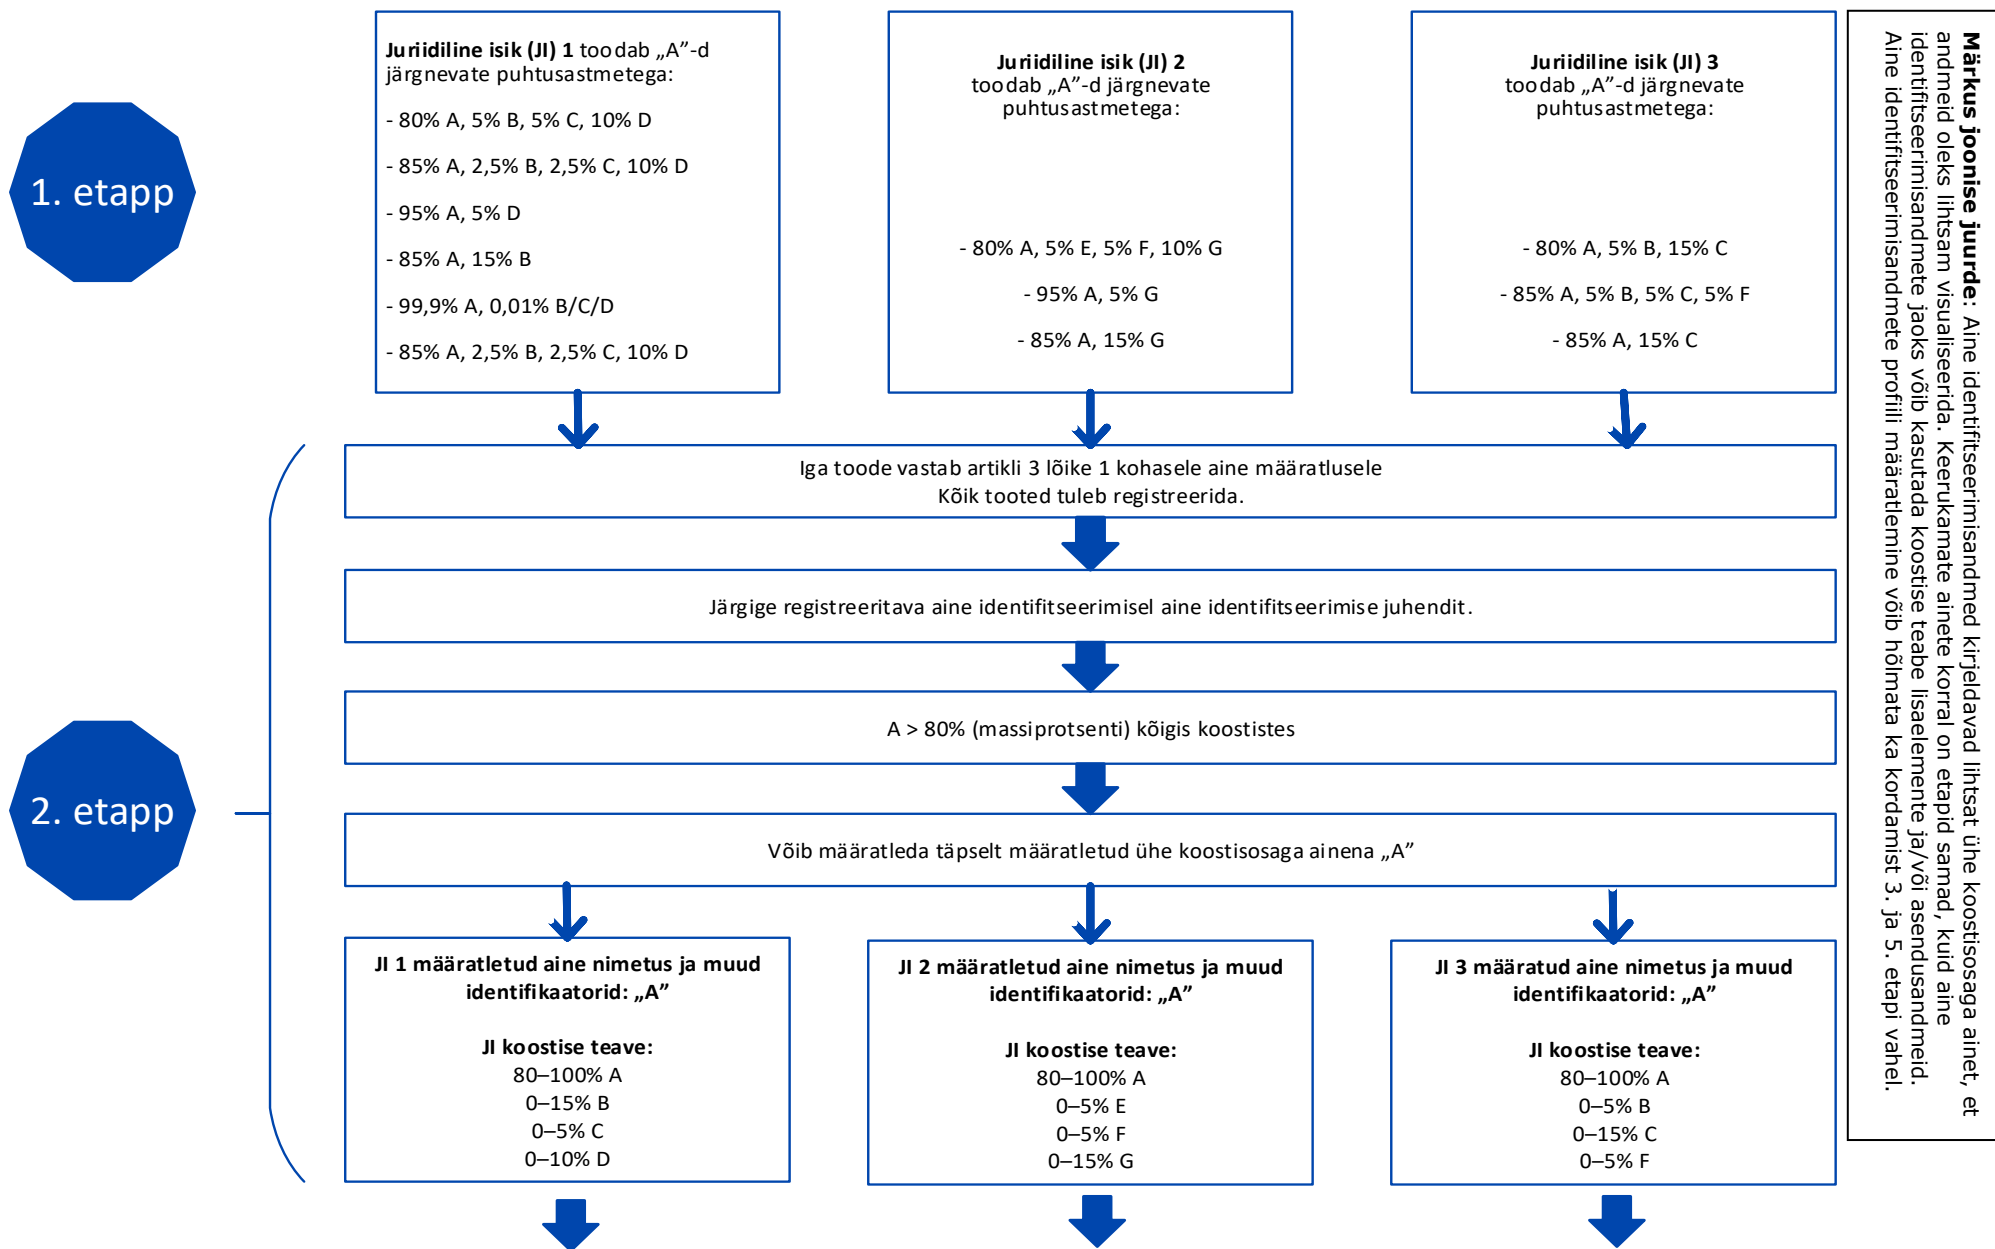 1. etapp
Juriidiline isik (JI) 1 toodab „A”-d
järgnevate puhtusastmetega:
- 80% A, 5% B, 5% C, 10% D
- 85% A, 2,5% B, 2,5% C, 10% D
- 95% A, 5% D
- 85% A, 15% B
- 99,9% A, 0,01% B/C/D
- 85% A, 2,5% B, 2,5% C, 10% D
Juriidiline isik (JI) 2
toodab „A”-d järgnevate
puhtusastmetega:
- 80% A, 5% E, 5% F, 10% G
- 95% A, 5% G
- 85% A, 15% G
Juriidiline isik (JI) 3
toodab „A”-d järgnevate
puhtusastmetega:
- 80% A, 5% B, 15% C
- 85% A, 5% B, 5% C, 5% F
- 85% A, 15% C
Märkus joonise juurde: Aine identifitseerimisandmed kirjeldavad lihtsat ühe koostisosaga ainet, et
andmeid oleks lihtsam visualiseerida. Keerukamate ainete korral on etapid samad, kuid aine
identifitseerimisandmete jaoks võib kasutada koostise teabe lisaelemente ja/või asendusandmeid.
Aine identifitseerimisandmete profiili määratlemine võib hõlmata ka kordamist 3. ja 5. etapi vahel.
2. etapp
Iga toode vastab artikli 3 lõike 1 kohasele aine määratlusele
Kõik tooted tuleb registreerida.
Järgige registreeritava aine identifitseerimisel aine identifitseerimise juhendit.
A > 80% (massiprotsenti) kõigis koostistes
Võib määratleda täpselt määratletud ühe koostisosaga ainena „A”
JI 1 määratletud aine nimetus ja muud
identifikaatorid: „A”
JI koostise teave:
80–100% A
0–15% B
0–5% C
0–10% D
JI 2 määratletud aine nimetus ja muud
identifikaatorid: „A”
JI koostise teave:
80–100% A
0–5% E
0–5% F
0–15% G
JI 3 määratud aine nimetus ja muud
identifikaatorid: „A”
JI koostise teave:
80–100% A
0–5% B
0–15% C
0–5% F